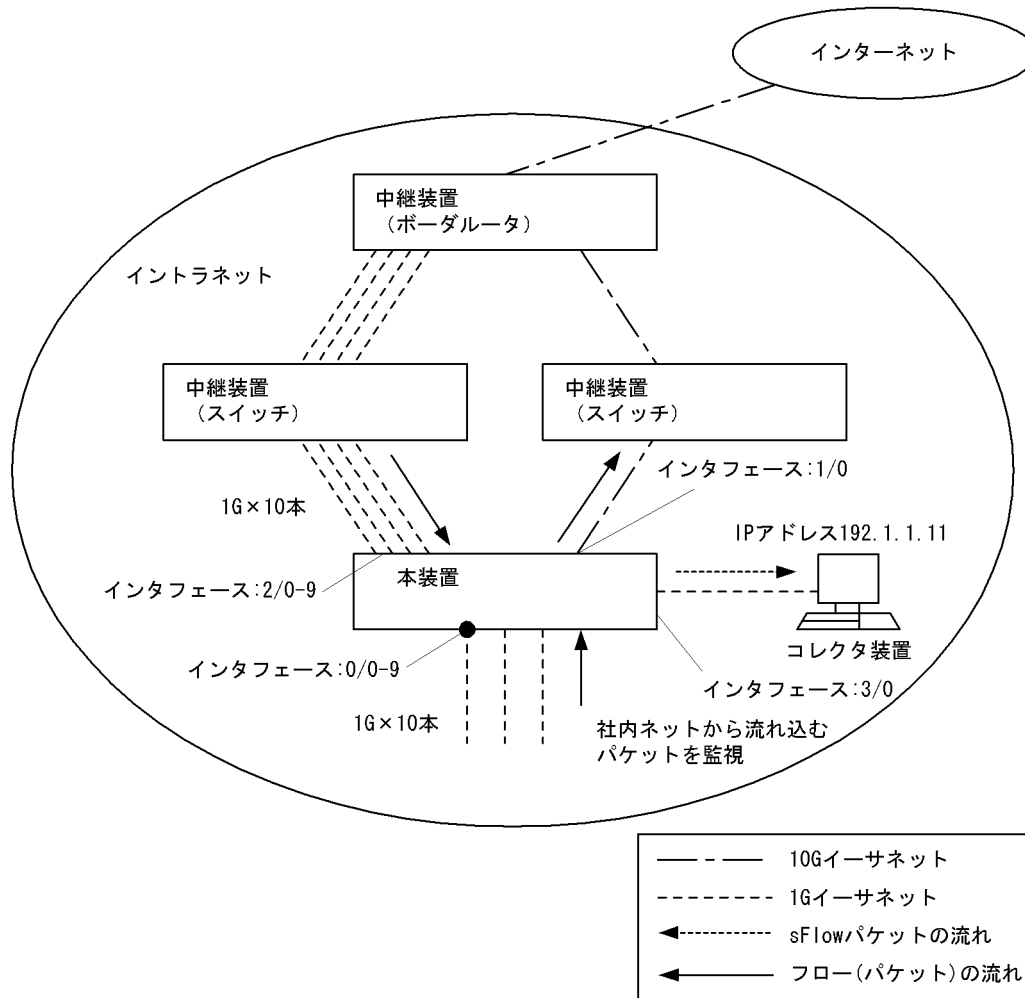 インターネット
中継装置
（ボーダルータ）
イントラネット
中継装置
（スイッチ）
中継装置
（スイッチ）
インタフェース:1/0
1G×10本
IPアドレス192.1.1.11
本装置
インタフェース:2/0-9
コレクタ装置
インタフェース:0/0-9
インタフェース:3/0
1G×10本
社内ネットから流れ込む
パケットを監視
10Gイーサネット
1Gイーサネット
sFlowパケットの流れ
フロー(パケット)の流れ